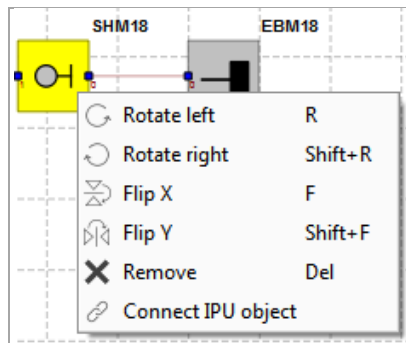 SHM18 EBM18
Rotate left R
Rotate right Shift+R
Flip X F
Flip Y Shift+F
Remove Del
Connect IPU object